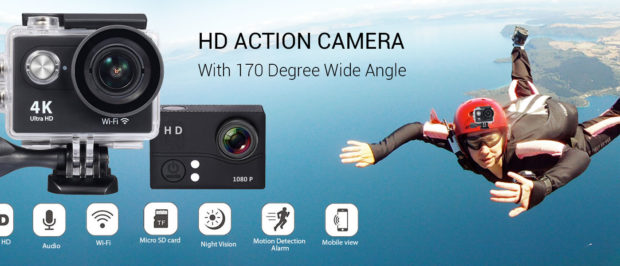 HD ACTION CAMERA
With 170 Degree Wide Angle
4K
Ultra HD
Wi-Fi
HD
1080 P
HD
Audio
Wi-Fi
TF
Micro SD card
Night Vision
Motion Detection
Alarm
Mobile view